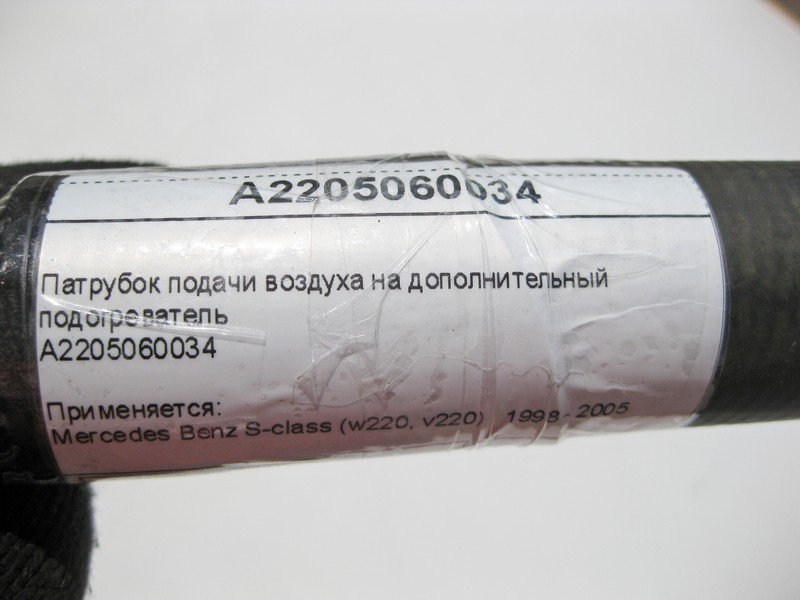 A2205060034
Патрубок подачи воздуха на дополнительный
подогреватель
A2205060034
Применяется:
Mercedes Benz S-class (w220, v220) 1998-2005